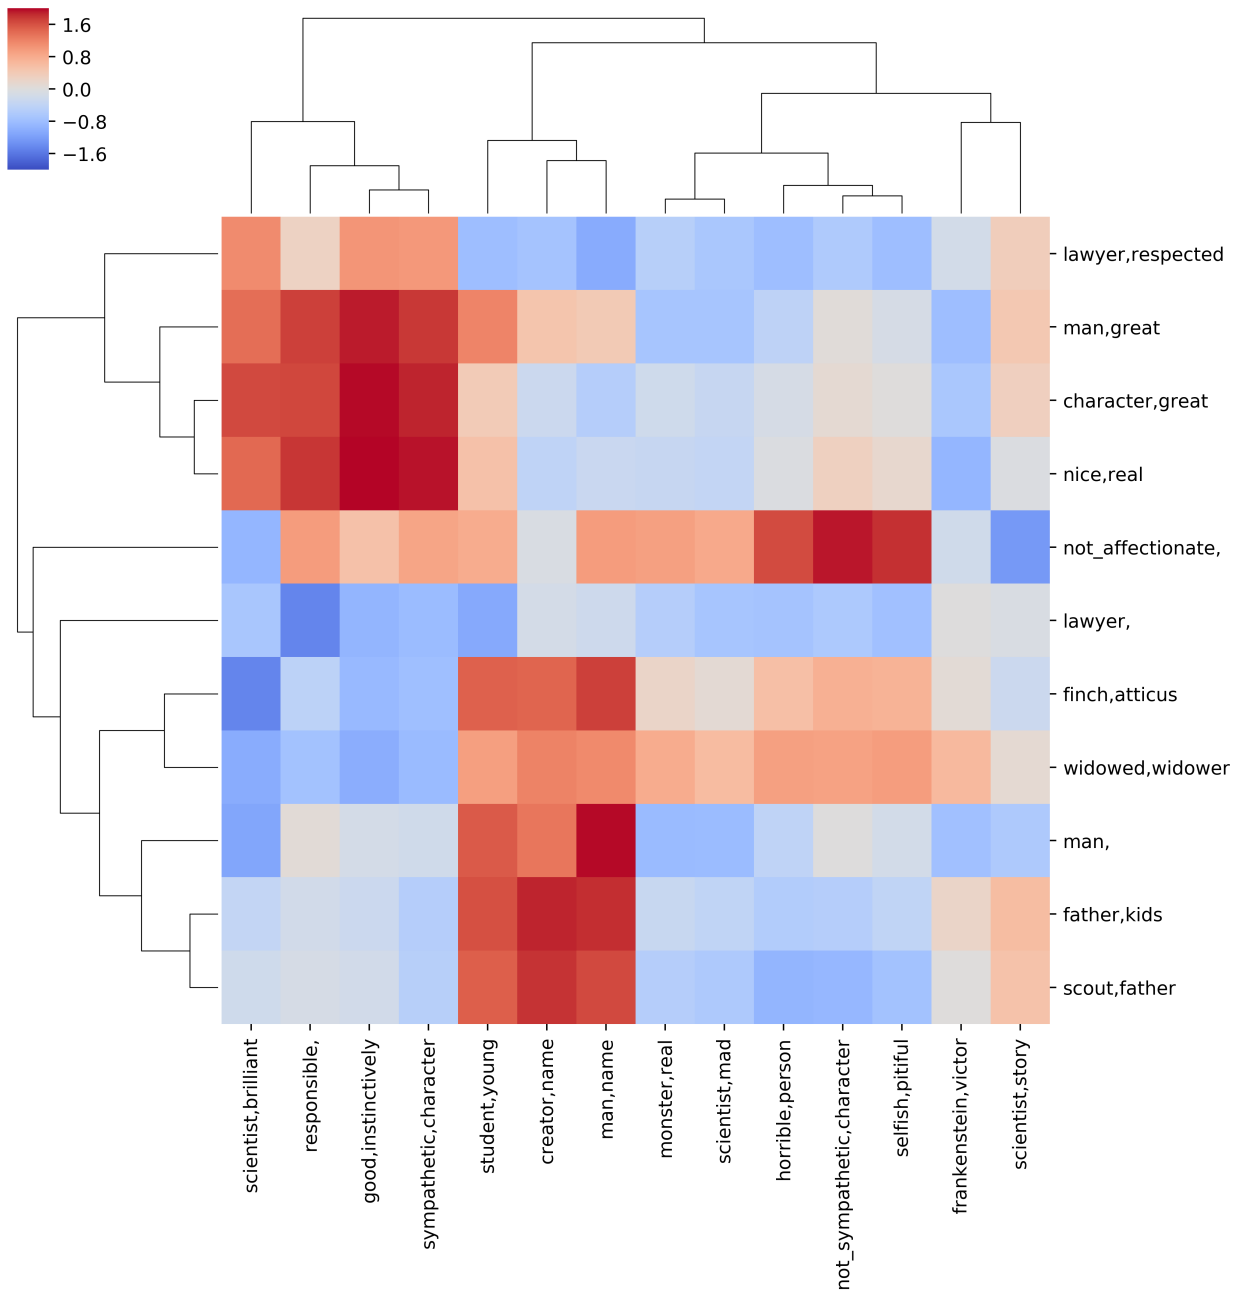 1.6
0.8
0.0
−0.8
−1.6
lawyer,respected
man,great
character,great
nice,real
not_affectionate,
lawyer,
finch,atticus
widowed,widower
man,
father,kids
scout,father
scientist,brilliant
responsible,
good,instinctively
sympathetic,character
student,young
creator,name
man,name
monster,real
scientist,mad
horrible,person
not_sympathetic,character
selfish,pitiful
frankenstein,victor
scientist,story